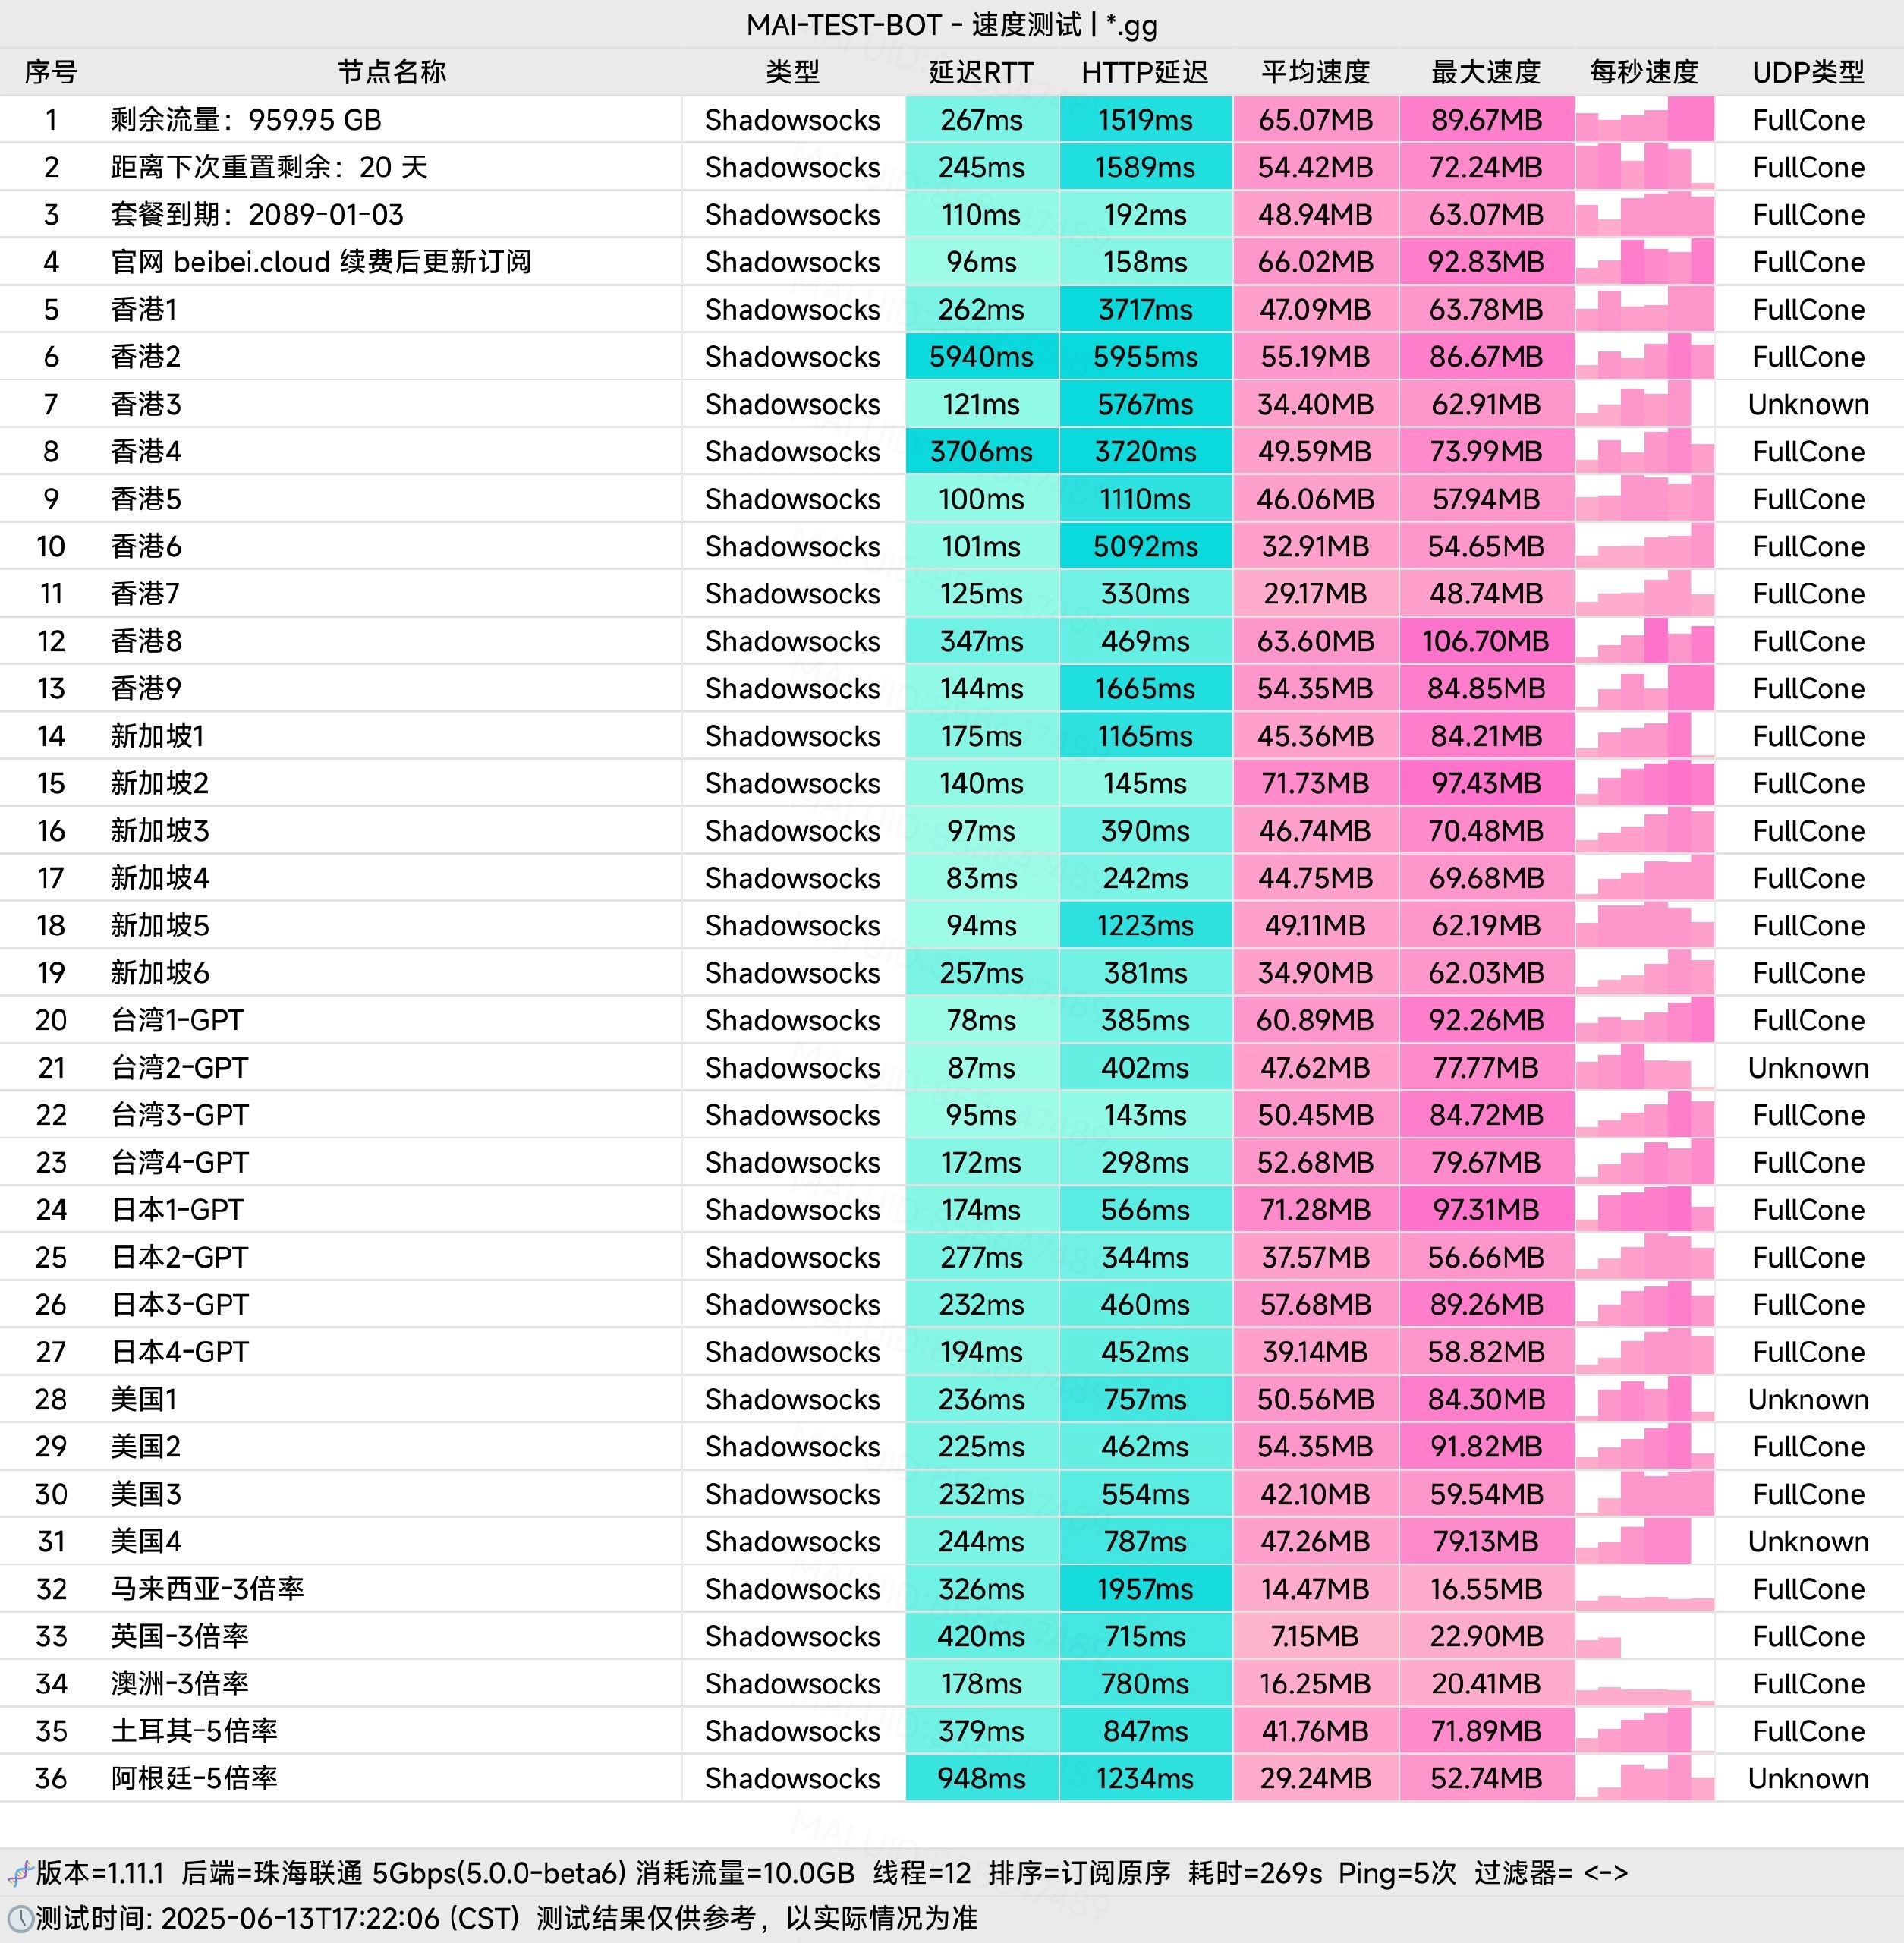 MAI-TEST-BOT - 速度测试 | *.gg
序号 节点名称 类型 延迟RTT HTTP延迟 平均速度 最大速度 每秒速度 UDP类型
1 剩余流量：959.95 GB Shadowsocks 267ms 1519ms 65.07MB 89.67MB FullCone
2 距离下次重置剩余：20 天 Shadowsocks 245ms 1589ms 54.42MB 72.24MB FullCone
3 套餐到期：2089-01-03 Shadowsocks 110ms 192ms 48.94MB 63.07MB FullCone
4 官网 beibei.cloud 续费后更新订阅 Shadowsocks 96ms 158ms 66.02MB 92.83MB FullCone
5 香港1 Shadowsocks 262ms 3717ms 47.09MB 63.78MB FullCone
6 香港2 Shadowsocks 5940ms 5955ms 55.19MB 86.67MB FullCone
7 香港3 Shadowsocks 121ms 5767ms 34.40MB 62.91MB Unknown
8 香港4 Shadowsocks 3706ms 3720ms 49.59MB 73.99MB FullCone
9 香港5 Shadowsocks 100ms 1110ms 46.06MB 57.94MB FullCone
10 香港6 Shadowsocks 101ms 5092ms 32.91MB 54.65MB FullCone
11 香港7 Shadowsocks 125ms 330ms 29.17MB 48.74MB FullCone
12 香港8 Shadowsocks 347ms 469ms 63.60MB 106.70MB FullCone
13 香港9 Shadowsocks 144ms 1665ms 54.35MB 84.85MB FullCone
14 新加坡1 Shadowsocks 175ms 1165ms 45.36MB 84.21MB FullCone
15 新加坡2 Shadowsocks 140ms 145ms 71.73MB 97.43MB FullCone
16 新加坡3 Shadowsocks 97ms 390ms 46.74MB 70.48MB FullCone
17 新加坡4 Shadowsocks 83ms 242ms 44.75MB 69.68MB FullCone
18 新加坡5 Shadowsocks 94ms 1223ms 49.11MB 62.19MB FullCone
19 新加坡6 Shadowsocks 257ms 381ms 34.90MB 62.03MB FullCone
20 台湾1-GPT Shadowsocks 78ms 385ms 60.89MB 92.26MB FullCone
21 台湾2-GPT Shadowsocks 87ms 402ms 47.62MB 77.77MB Unknown
22 台湾3-GPT Shadowsocks 95ms 143ms 50.45MB 84.72MB FullCone
23 台湾4-GPT Shadowsocks 172ms 298ms 52.68MB 79.67MB FullCone
24 日本1-GPT Shadowsocks 174ms 566ms 71.28MB 97.31MB FullCone
25 日本2-GPT Shadowsocks 277ms 344ms 37.57MB 56.66MB FullCone
26 日本3-GPT Shadowsocks 232ms 460ms 57.68MB 89.26MB FullCone
27 日本4-GPT Shadowsocks 194ms 452ms 39.14MB 58.82MB FullCone
28 美国1 Shadowsocks 236ms 757ms 50.56MB 84.30MB Unknown
29 美国2 Shadowsocks 225ms 462ms 54.35MB 91.82MB FullCone
30 美国3 Shadowsocks 232ms 554ms 42.10MB 59.54MB FullCone
31 美国4 Shadowsocks 244ms 787ms 47.26MB 79.13MB Unknown
32 马来西亚-3倍率 Shadowsocks 326ms 1957ms 14.47MB 16.55MB FullCone
33 英国-3倍率 Shadowsocks 420ms 715ms 7.15MB 22.90MB FullCone
34 澳洲-3倍率 Shadowsocks 178ms 780ms 16.25MB 20.41MB FullCone
35 土耳其-5倍率 Shadowsocks 379ms 847ms 41.76MB 71.89MB FullCone
36 阿根廷-5倍率 Shadowsocks 948ms 1234ms 29.24MB 52.74MB Unknown
版本=1.11.1 后端=珠海联通 5Gbps(5.0.0-beta6) 消耗流量=10.0GB 线程=12 排序=订阅原序 耗时=269s Ping=5次 过滤器= <->
测试时间: 2025-06-13T17:22:06 (CST) 测试结果仅供参考，以实际情况为准